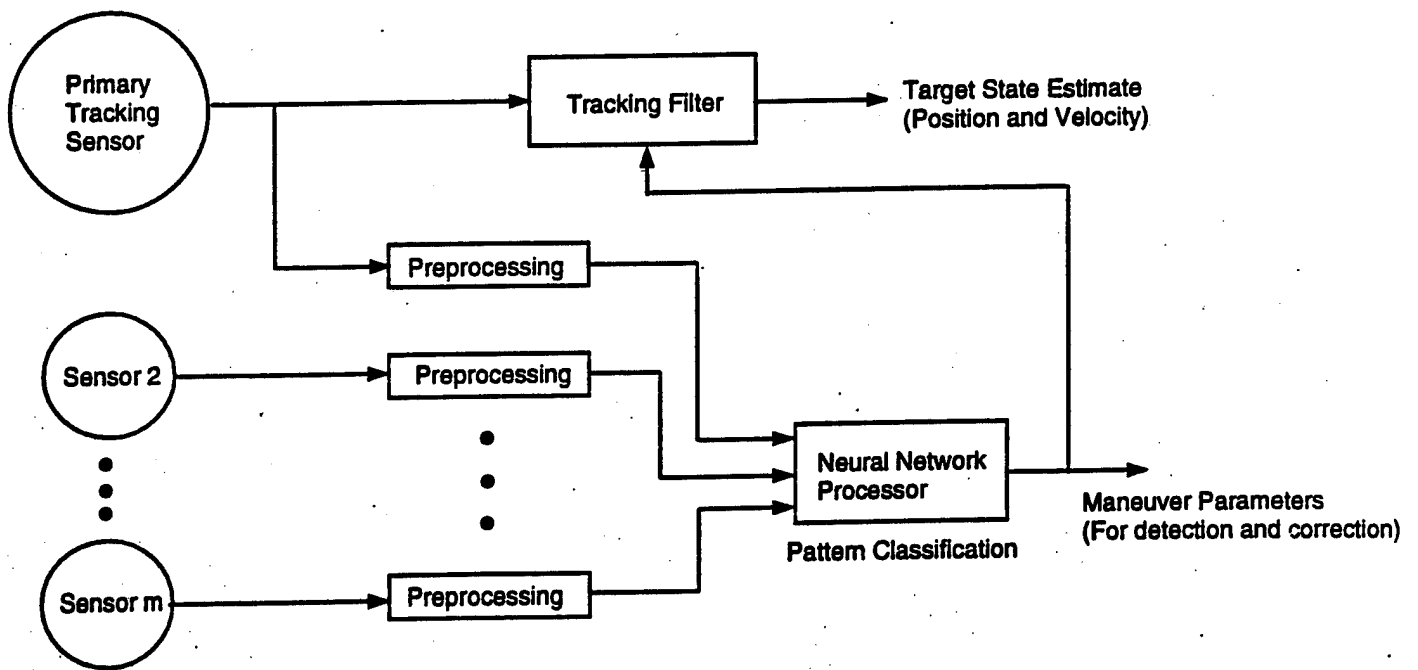 Primary
Tracking
Sensor
Tracking Filter
Target State Estimate
(Position and Velocity)
Preprocessing
Sensor 2
Preprocessing
Neural Network
Processor
Pattern Classification
Maneuver Parameters
(For detection and correction)
Sensor m
Preprocessing